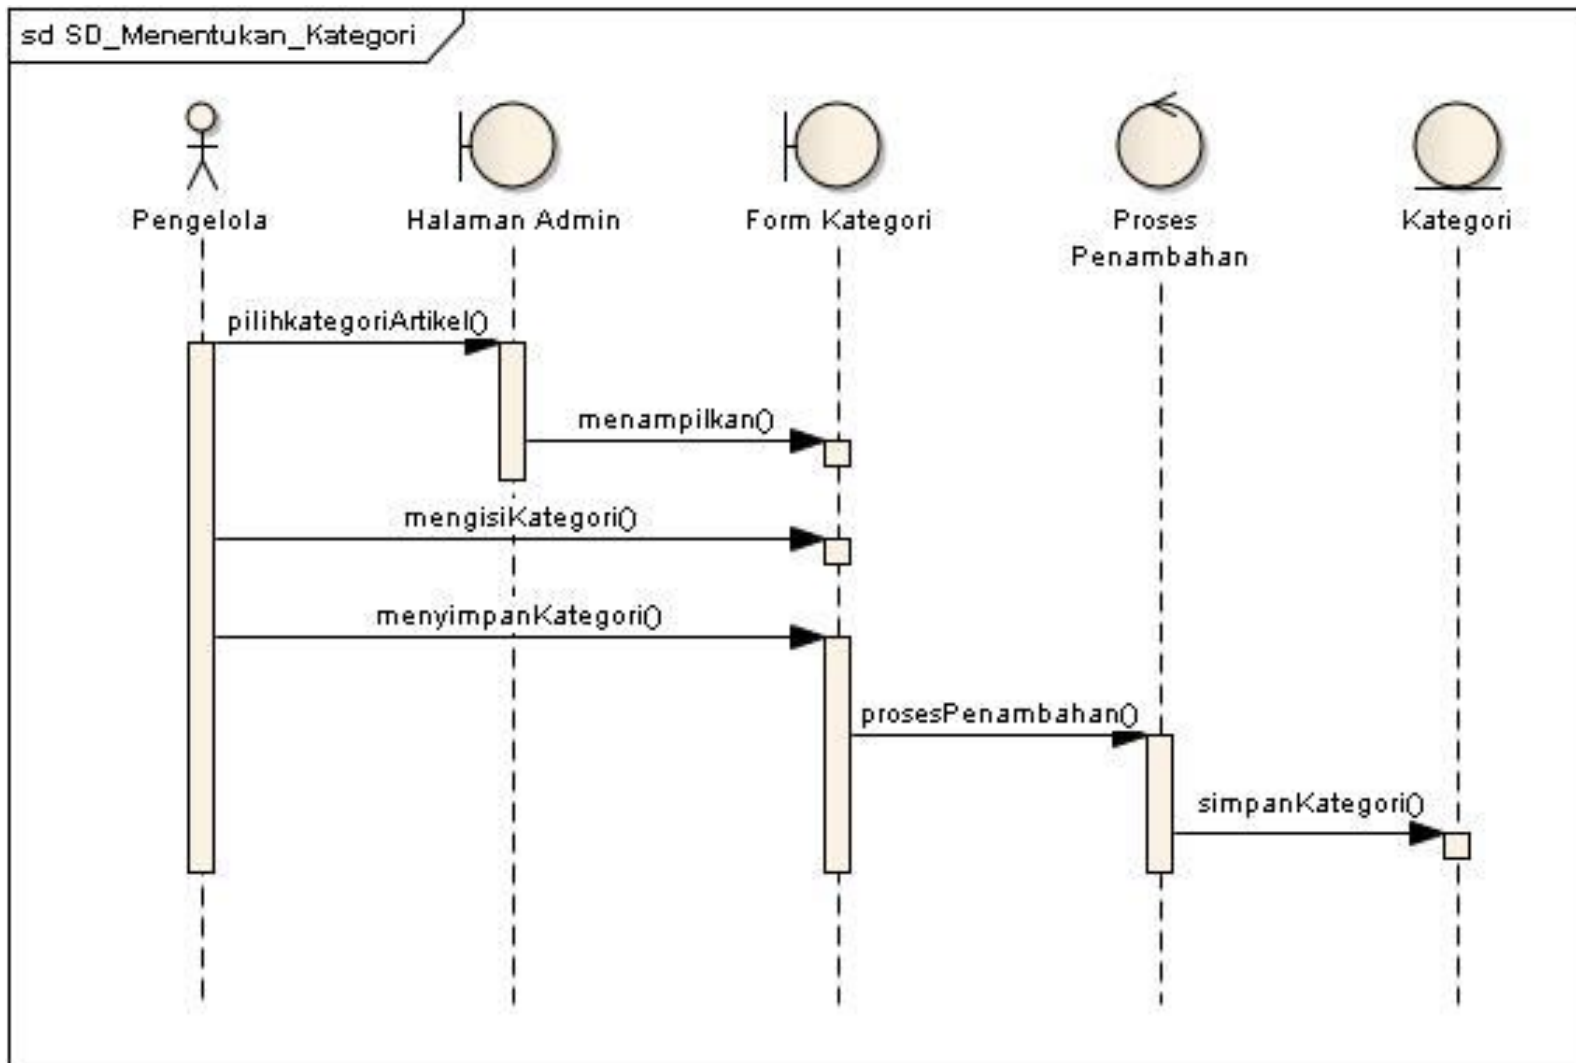 sd SD_Menentukan_Kategori
Pengelola
Halaman Admin
Form Kategori
Proses
Penambahan
Kategori
pilihkategoriArtikel()
menampilkan()
mengisiKategori()
menyimpanKategori()
prosesPenambahan()
simpanKategori()